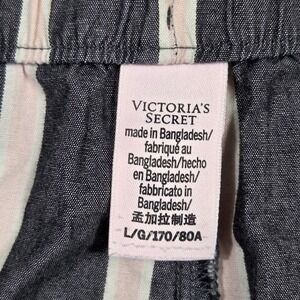 VICTORIA'S
SECRET
made in Bangladesh/
fabriqué au
Bangladesh/hecho
en Bangladesh/
fabbricato in
Bangladesh/
孟加拉制造
L/G/170/80A